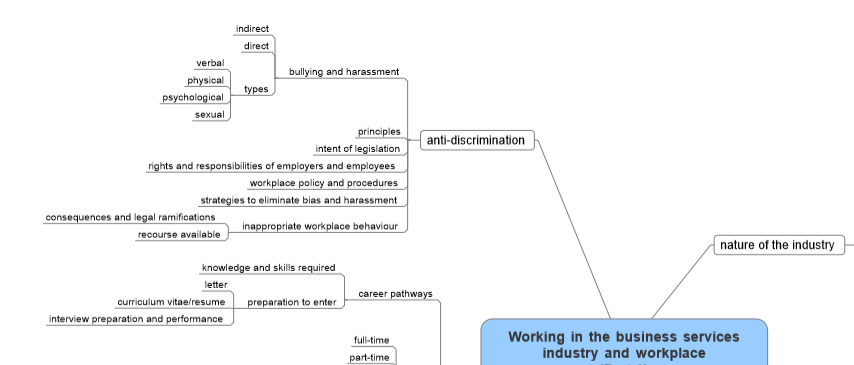 indirect
direct
verbal
physical
psychological
sexual
types
bullying and harassment
principles
intent of legislation
rights and responsibilities of employers and employees
workplace policy and procedures
strategies to eliminate bias and harassment
consequences and legal ramifications
recourse available
inappropriate workplace behaviour
anti-discrimination
nature of the industry
knowledge and skills required
letter
curriculum vitae/resume
interview preparation and performance
preparation to enter
career pathways
full-time
part-time
Working in the business services
industry and workplace